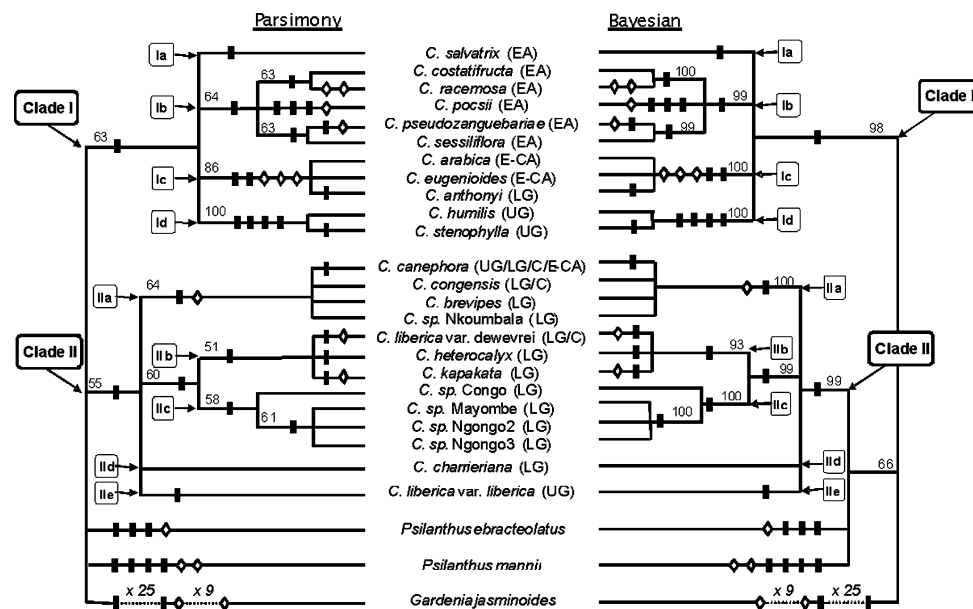 Parsimony
Bayesian
Ia
C. salvatrix (EA)
Ia
63
C. costatifructa (EA)
100
C. racemosa (EA)
Clade I
Ib
64
C. pocsii (EA)
99
Ib
Clade I
C. pseudozanguebariae (EA)
63
99
C. sessiliflora (EA)
63
98
C. arabica (E-CA)
86
Ic
C. eugenioides (E-CA)
100
Ic
C. anthonyi (LG)
100
C. humilis (UG)
Id
100
Id
C. stenophylla (UG)
C. canephora (UG/LG/C/E-CA)
64
C. congensis (LG/C)
100
IIa
IIa
C. brevipes (LG)
C. sp. Nkoumbala (LG)
C. liberica var. dewevrei (LG/C)
Clade II
IIb
51
C. heterocalyx (LG)
93
IIb
Clade II
C. kapakata (LG)
55
60
99
99
C. sp. Congo (LG)
IIc
58
C. sp. Mayombe (LG)
100
IIc
61
C. sp. Ngongo2 (LG)
100
C. sp. Ngongo3 (LG)
IId
C. charrieriana (LG)
IId
66
IIe
C. liberica var. liberica (UG)
IIe
Psilanthus ebracteolatus
Psilanthus mannii
x 25
x 9
Gardenia jasminoides
x 9
x 25